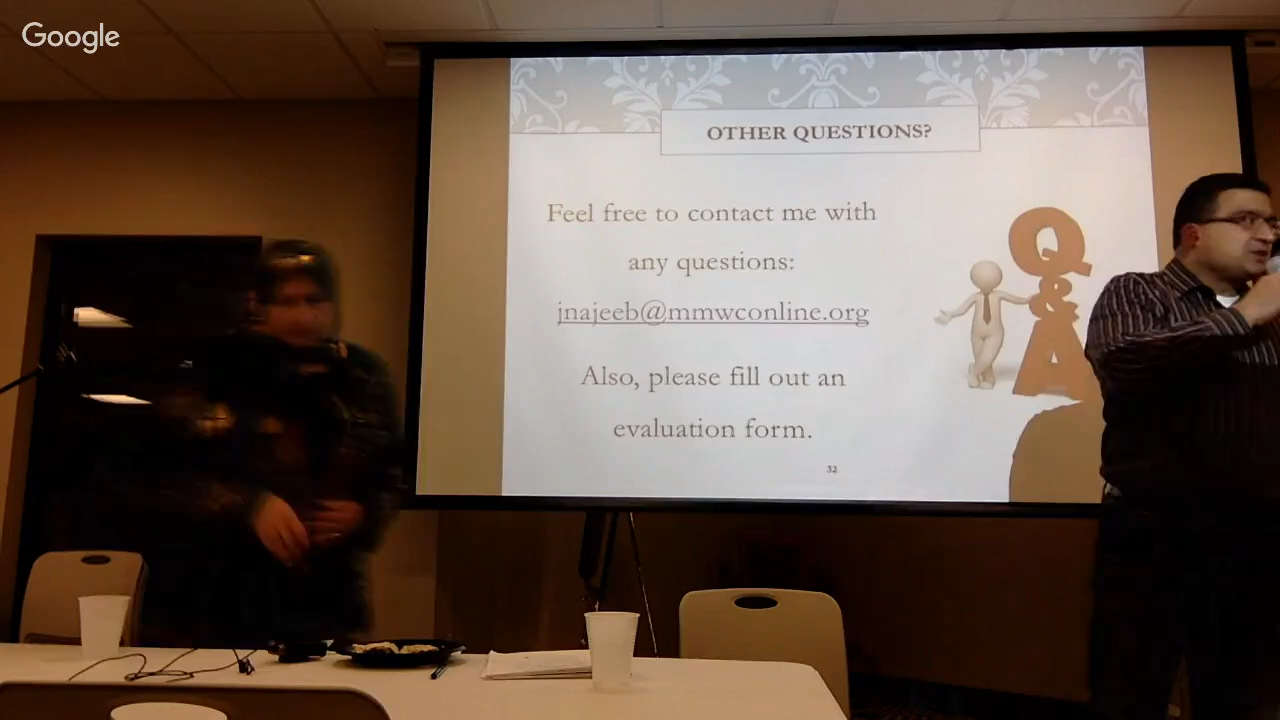 Google
OTHER QUESTIONS?
Feel free to contact me with
any questions:
jnajeeb@mmwconline.org
Also, please fill out an
evaluation form.
32
Q
&
A